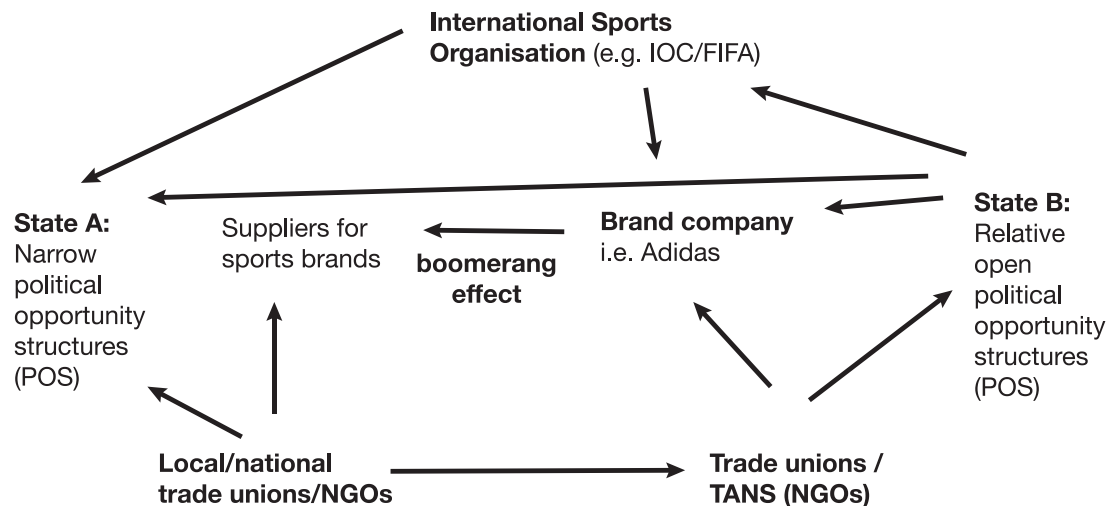 International Sports
Organisation (e.g. IOC/FIFA)
State A:
Narrow
political
opportunity
structures
(POS)
Suppliers for
sports brands
boomerang
effect
Brand company
i.e. Adidas
State B:
Relative
open
political
opportunity
structures
(POS)
Local/national
trade unions/NGOs
Trade unions /
TANS (NGOs)